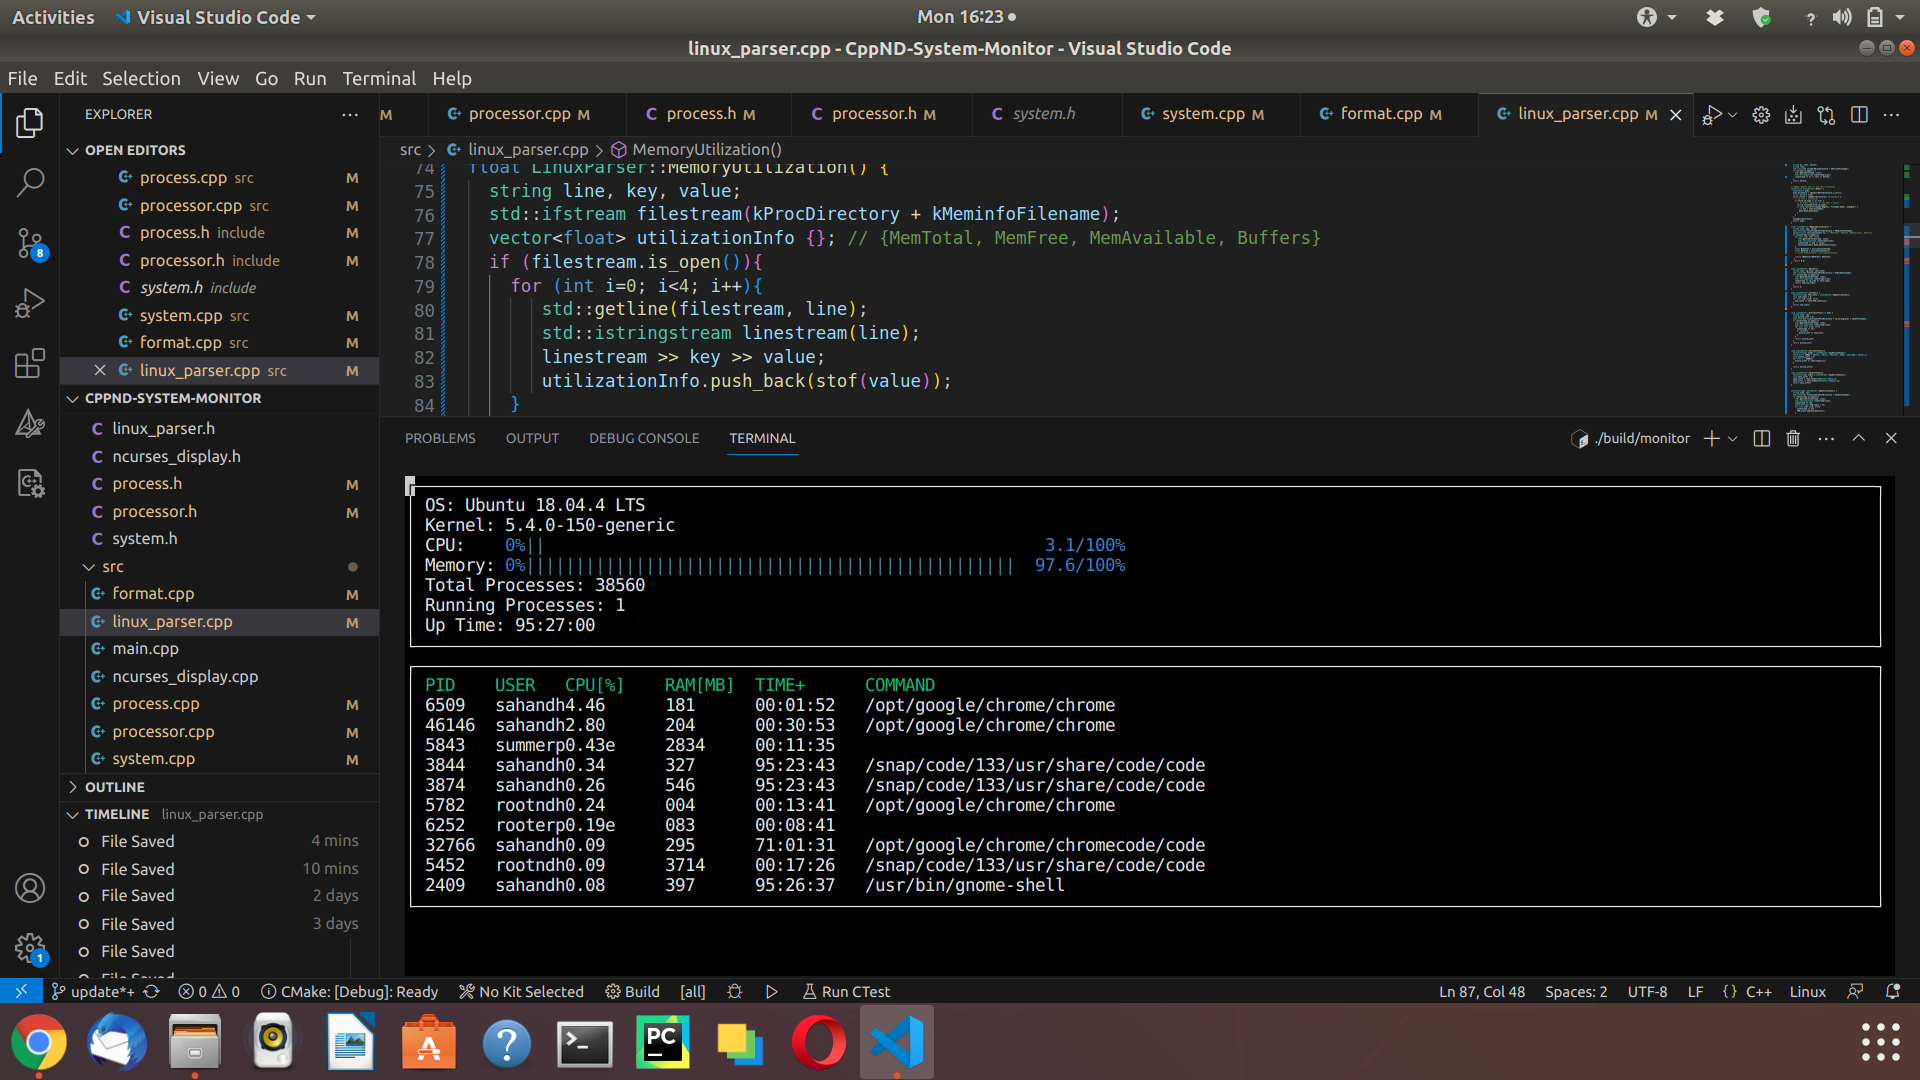 Activities
Visual Studio Code
Mon 16:23
linux_parser.cpp - CppND-System-Monitor - Visual Studio Code
File Edit Selection View Go Run Terminal Help
EXPLORER
M
processor.cpp M
process.h M
processor.h M
system.h
system.cpp M
format.cpp M
linux_parser.cpp M
OPEN EDITORS
process.cpp src M
processor.cpp src M
process.h include M
processor.h include M
system.h include
system.cpp src M
format.cpp src M
linux_parser.cpp src M
CPPND-SYSTEM-MONITOR
linux_parser.h
ncurses_display.h
process.h M
processor.h M
system.h
src
format.cpp M
linux_parser.cpp M
main.cpp
ncurses_display.cpp
process.cpp M
processor.cpp M
system.cpp M
OUTLINE
TIMELINE linux_parser.cpp
File Saved 4 mins
File Saved 10 mins
File Saved 2 days
File Saved 3 days
File Saved
File Saved
8
1
src > linux_parser.cpp > MemoryUtilization()
74 float LinuxParser::MemoryUtilization() {
75 string line, key, value;
76 std::ifstream filestream(kProcDirectory + kMeminfoFilename);
77 vector<float> utilizationInfo {}; // {MemTotal, MemFree, MemAvailable, Buffers}
78 if (filestream.is_open()){
79 for (int i=0; i<4; i++){
80 std::getline(filestream, line);
81 std::istringstream linestream(line);
82 linestream >> key >> value;
83 utilizationInfo.push_back(stof(value));
84 }
PROBLEMS OUTPUT DEBUG CONSOLE TERMINAL
./build/monitor
OS: Ubuntu 18.04.4 LTS
Kernel: 5.4.0-150-generic
CPU: 0%|| 3.1/100%
Memory: 0%||||||||||||||||||||||||||||||||||||||||||||||||| 97.6/100%
Total Processes: 38560
Running Processes: 1
Up Time: 95:27:00
PID USER CPU[%] RAM[MB] TIME+ COMMAND
6509 sahandh4.46 181 00:01:52 /opt/google/chrome/chrome
46146 sahandh2.80 204 00:30:53 /opt/google/chrome/chrome
5843 summerp0.43e 2834 00:11:35
3844 sahandh0.34 327 95:23:43 /snap/code/133/usr/share/code/code
3874 sahandh0.26 546 95:23:43 /snap/code/133/usr/share/code/code
5782 rootndh0.24 004 00:13:41 /opt/google/chrome/chrome
6252 rooterp0.19e 083 00:08:41
32766 sahandh0.09 295 71:01:31 /opt/google/chrome/chromecode/code
5452 rootndh0.09 3714 00:17:26 /snap/code/133/usr/share/code/code
2409 sahandh0.08 397 95:26:37 /usr/bin/gnome-shell
update*+ 0 0 CMake: [Debug]: Ready No Kit Selected Build [all] Run CTest Ln 87, Col 48 Spaces: 2 UTF-8 LF {} C++ Linux
PC